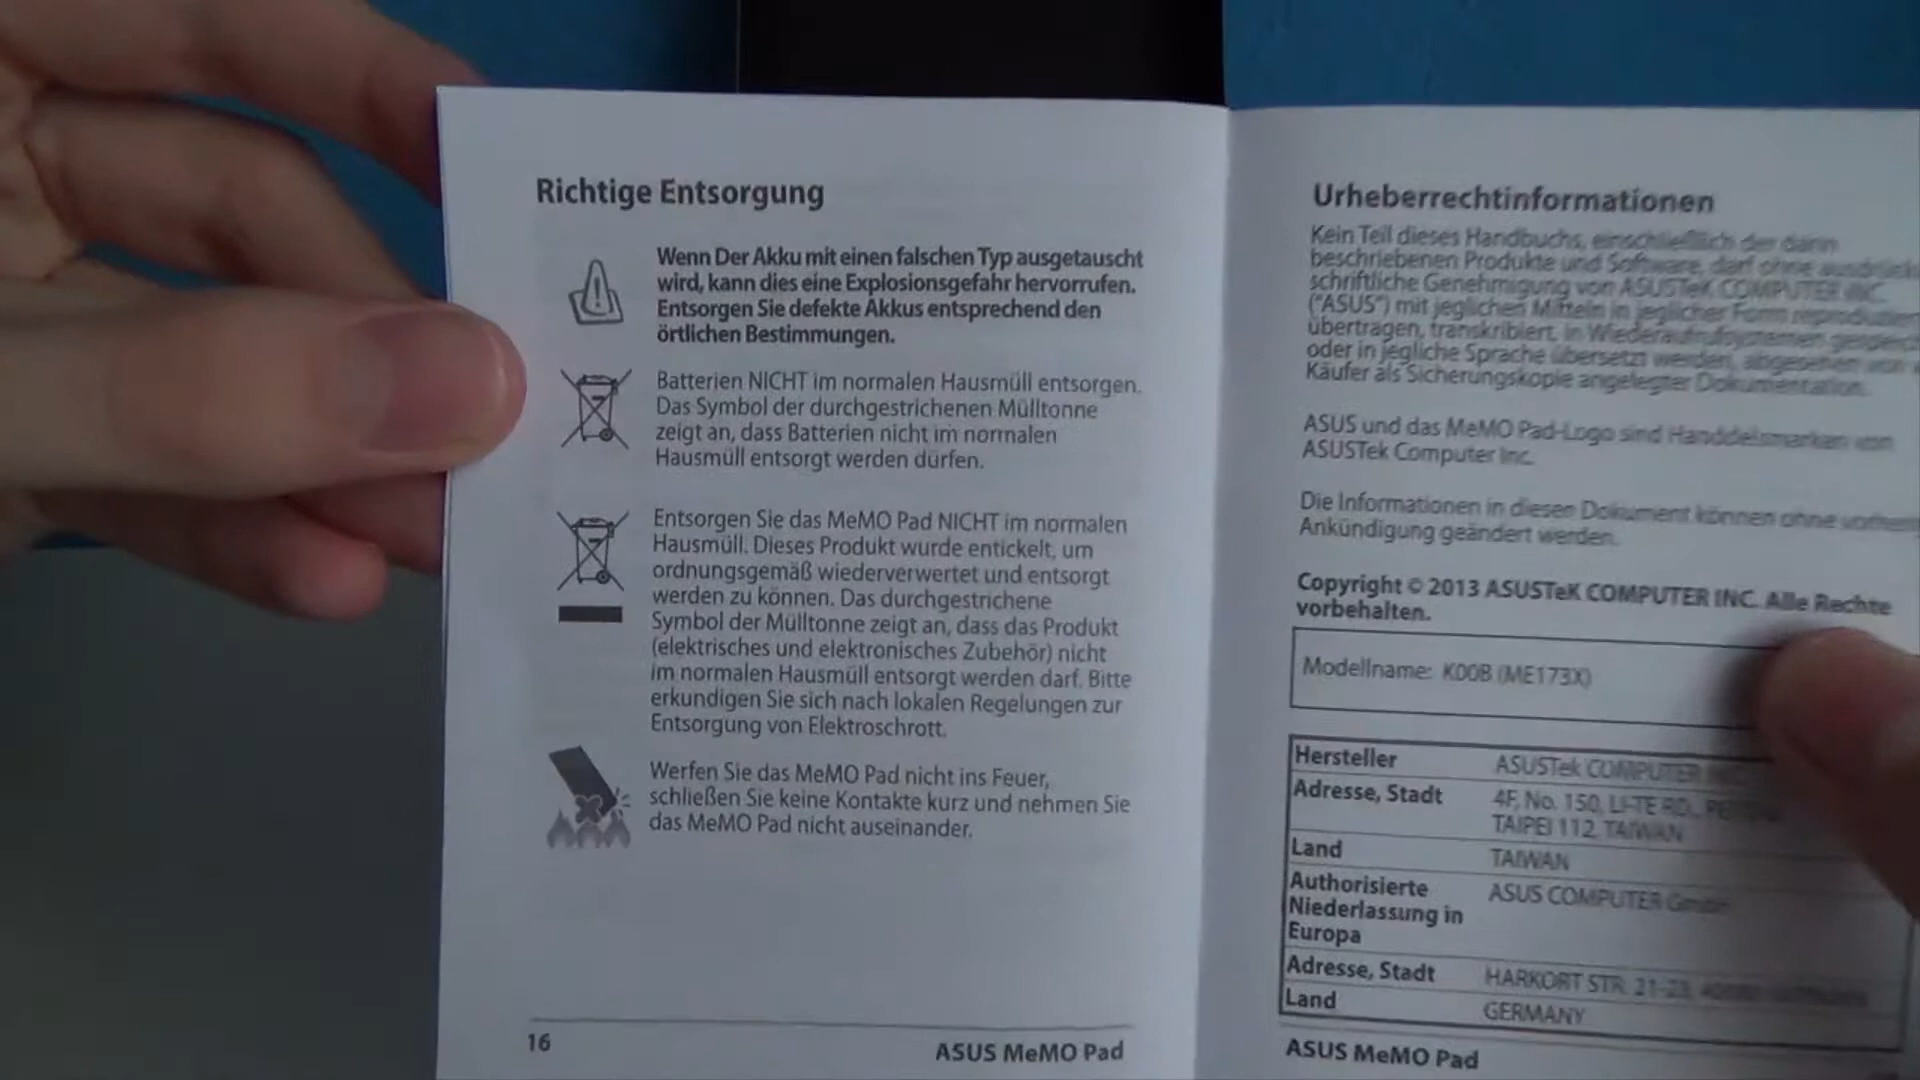 Richtige Entsorgung
Wenn Der Akku mit einen falschen Typ ausgetauscht
wird, kann dies eine Explosionsgefahr hervorrufen.
Entsorgen Sie defekte Akkus entsprechend den
örtlichen Bestimmungen.
Batterien NICHT im normalen Hausmüll entsorgen.
Das Symbol der durchgestrichenen Mülltonne
zeigt an, dass Batterien nicht im normalen
Hausmüll entsorgt werden dürfen.
Entsorgen Sie das MeMO Pad NICHT im normalen
Hausmüll. Dieses Produkt wurde entickelt, um
ordnungsgemäß wiederverwertet und entsorgt
werden zu können. Das durchgestrichene
Symbol der Mülltonne zeigt an, dass das Produkt
(elektrisches und elektronisches Zubehör) nicht
im normalen Hausmüll entsorgt werden darf. Bitte
erkundigen Sie sich nach lokalen Regelungen zur
Entsorgung von Elektroschrott.
Werfen Sie das MeMO Pad nicht ins Feuer,
schließen Sie keine Kontakte kurz und nehmen Sie
das MeMO Pad nicht auseinander.
16
ASUS MeMO Pad
Urheberrechtinformationen
Kein Teil dieses Handbuchs, einschließlich der darin
beschriebenen Produkte und Software, darf ohne
schriftliche Genehmigung von ASUSTeK COMPUTER INC.
("ASUS") mit jeglichen Mitteln in jeglicher Form
übertragen, transkribiert, in Wiederaufrufsystemen
oder in jegliche Sprache übersetzt werden, abgesehen von
Käufer als Sicherungskopie angelegter Dokumentation.
ASUS und das MeMO Pad-Logo sind Handdelsmarken von
ASUSTek Computer Inc.
Die Informationen in diesen Dokument können ohne
Ankündigung geändert werden.
Copyright © 2013 ASUSTeK COMPUTER INC. Alle Rechte
vorbehalten.
Modellname: K00B (ME173X)
Hersteller ASUSTek COMPUTER INC.
Adresse, Stadt 4F, No. 150, LI-TE RD.,
TAIPEI 112, TAIWAN
Land TAIWAN
Authorisierte ASUS COMPUTER GmbH
Niederlassung in
Europa
Adresse, Stadt HARKORT STR. 21-23,
Land GERMANY
ASUS MeMO Pad